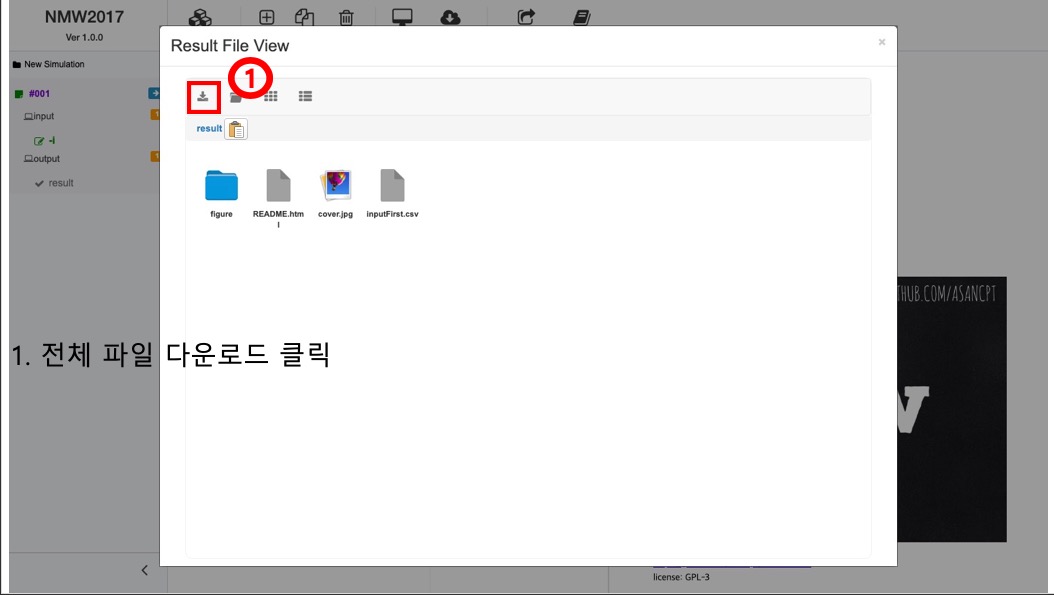 NMW2017
Ver 1.0.0
New Simulation
#001
input
-i
output
result
Result File View
×
1
result
figure
README.htm
l
cover.jpg
inputFirst.csv
1. 전체 파일 다운로드 클릭
HUB.COM/ASANCPT
license: GPL-3